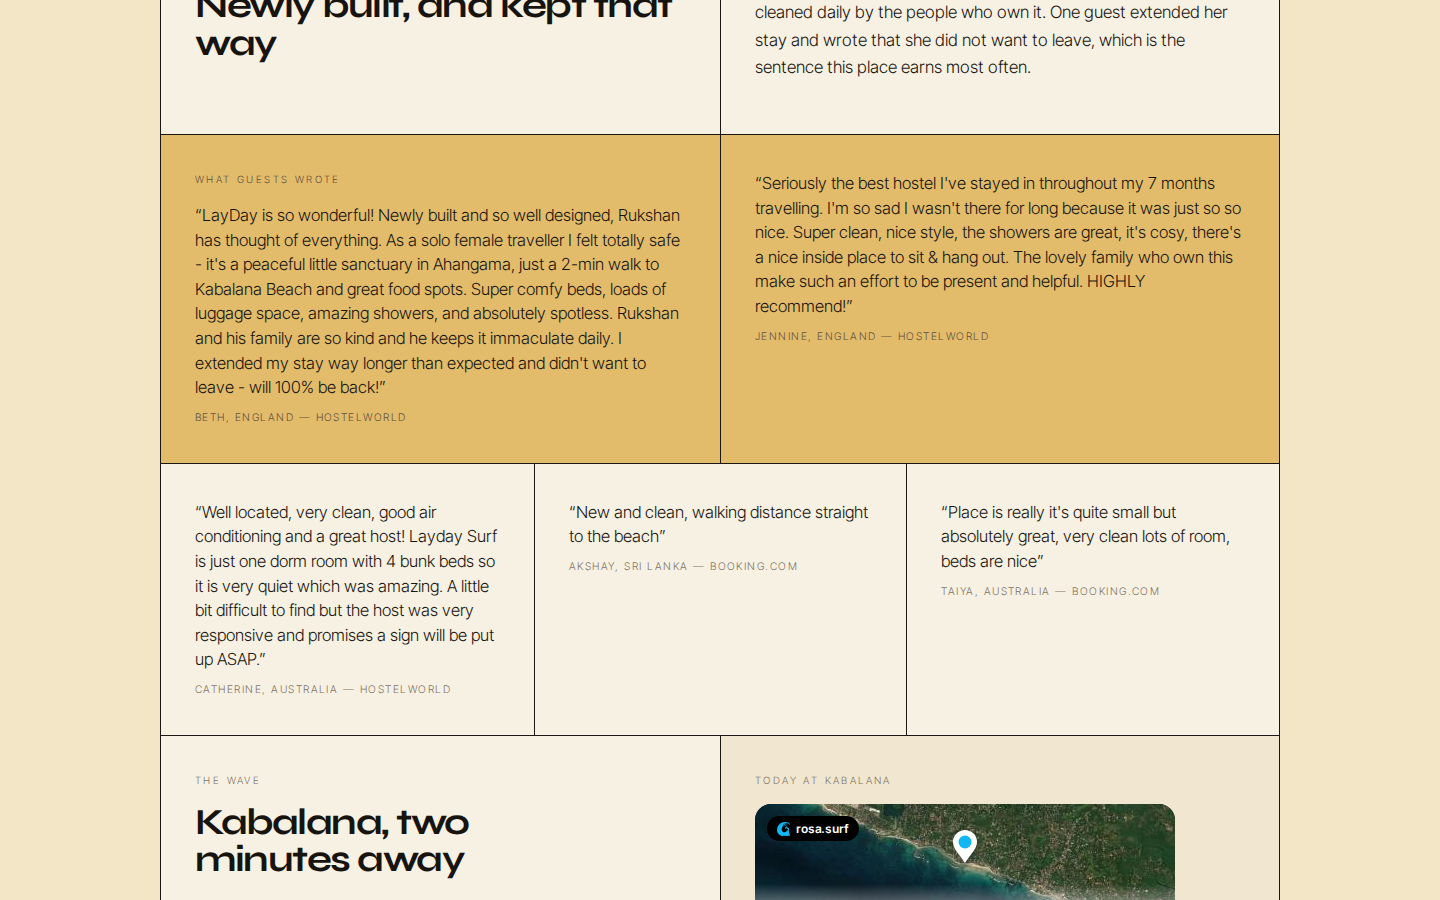 Newly built, and kept that
way
cleaned daily by the people who own it. One guest extended her
stay and wrote that she did not want to leave, which is the
sentence this place earns most often.
WHAT GUESTS WROTE
“LayDay is so wonderful! Newly built and so well designed, Rukshan
has thought of everything. As a solo female traveller I felt totally safe
- it's a peaceful little sanctuary in Ahangama, just a 2-min walk to
Kabalana Beach and great food spots. Super comfy beds, loads of
luggage space, amazing showers, and absolutely spotless. Rukshan
and his family are so kind and he keeps it immaculate daily. I
extended my stay way longer than expected and didn't want to
leave - will 100% be back!”
BETH, ENGLAND — HOSTELWORLD
“Seriously the best hostel I've stayed in throughout my 7 months
travelling. I'm so sad I wasn't there for long because it was just so so
nice. Super clean, nice style, the showers are great, it's cosy, there's
a nice inside place to sit & hang out. The lovely family who own this
make such an effort to be present and helpful. HIGHLY
recommend!”
JENNINE, ENGLAND — HOSTELWORLD
“Well located, very clean, good air
conditioning and a great host! Layday Surf
is just one dorm room with 4 bunk beds so
it is very quiet which was amazing. A little
bit difficult to find but the host was very
responsive and promises a sign will be put
up ASAP.”
CATHERINE, AUSTRALIA — HOSTELWORLD
“New and clean, walking distance straight
to the beach”
AKSHAY, SRI LANKA — BOOKING.COM
“Place is really it's quite small but
absolutely great, very clean lots of room,
beds are nice”
TAIYA, AUSTRALIA — BOOKING.COM
THE WAVE
Kabalana, two
minutes away
TODAY AT KABALANA
rosa.surf